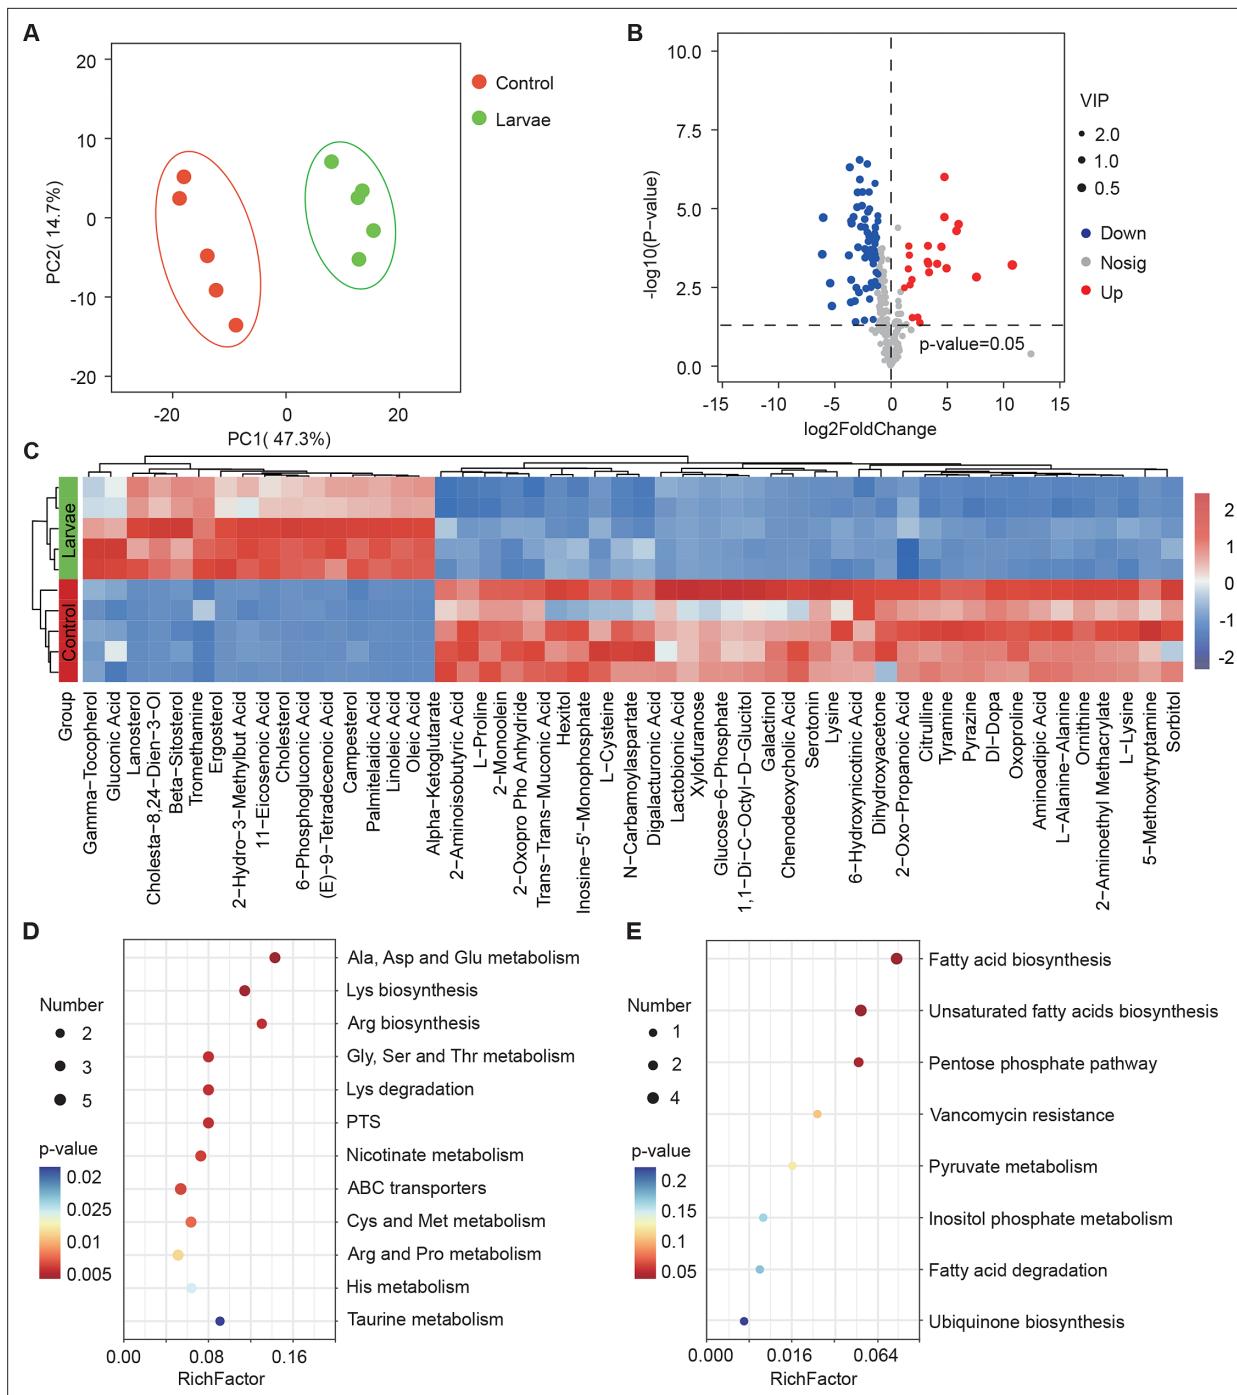 A
20
10
0
-10
-20
-20
0
20
PC1( 47.3%)
PC2( 14.7%)
Control
Larvae
B
10.0
7.5
5.0
2.5
0.0
-15
-10
-5
0
5
10
15
log2FoldChange
-log10(P-value)
p-value=0.05
VIP
2.0
1.0
0.5
Down
Nosig
Up
C
Larvae
Control
2
1
0
-1
-2
Group
Gamma−Tocopherol
Gluconic Acid
Lanosterol
Cholesta−8,24−Dien−3−Ol
Beta−Sitosterol
Tromethamine
Ergosterol
2−Hydro−3−Methylbut Acid
11−Eicosenoic Acid
Cholesterol
6−Phosphogluconic Acid
(E)−9−Tetradecenoic Acid
Campesterol
Palmitelaidic Acid
Linoleic Acid
Oleic Acid
Alpha−Ketoglutarate
2−Aminoisobutyric Acid
L−Proline
2−Monoolein
2−Oxopro Pho Anhydride
Trans−Trans−Muconic Acid
Hexitol
Inosine−5'−Monophosphate
L−Cysteine
N−Carbamoylaspartate
Digalacturonic Acid
Lactobionic Acid
Xylofuranose
Glucose−6−Phosphate
1,1−Di−C−Octyl−D−Glucitol
Galactinol
Chenodeoxycholic Acid
Serotonin
Lysine
6−Hydroxynicotinic Acid
Dihydroxyacetone
2−Oxo−Propanoic Acid
Citrulline
Tyramine
Pyrazine
Dl−Dopa
Oxoproline
Aminoadipic Acid
L−Alanine−Alanine
Ornithine
2−Aminoethyl Methacrylate
L−Lysine
5−Methoxytryptamine
Sorbitol
D
Number
2
3
5
p-value
0.02
0.025
0.01
0.005
Ala, Asp and Glu metabolism
Lys biosynthesis
Arg biosynthesis
Gly, Ser and Thr metabolism
Lys degradation
PTS
Nicotinate metabolism
ABC transporters
Cys and Met metabolism
Arg and Pro metabolism
His metabolism
Taurine metabolism
0.00
0.08
0.16
RichFactor
E
Number
1
2
4
p-value
0.2
0.15
0.1
0.05
Fatty acid biosynthesis
Unsaturated fatty acids biosynthesis
Pentose phosphate pathway
Vancomycin resistance
Pyruvate metabolism
Inositol phosphate metabolism
Fatty acid degradation
Ubiquinone biosynthesis
0.000
0.016
0.064
RichFactor